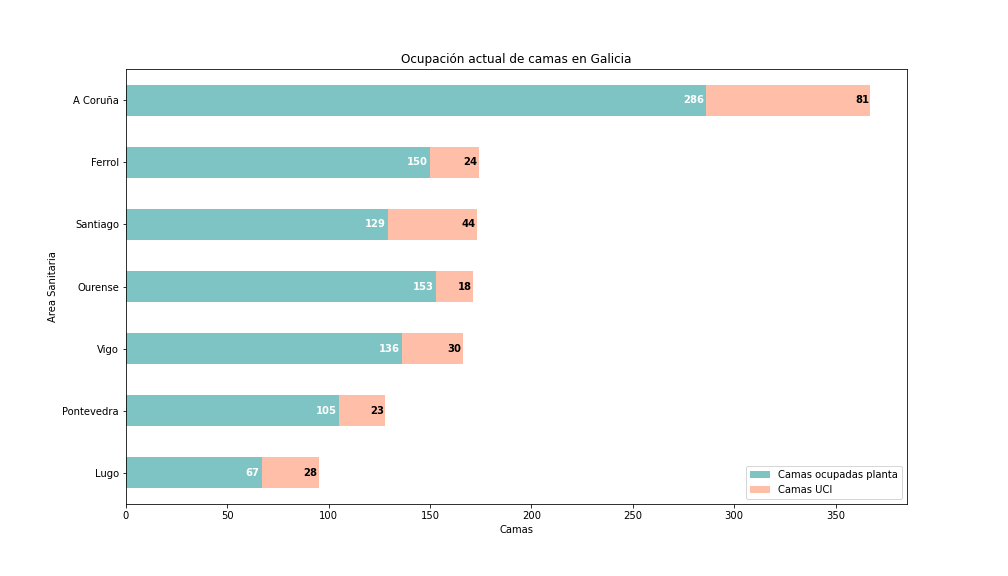 Ocupación actual de camas en Galicia
A Coruña 286 81
Ferrol 150 24
Santiago 129 44
Ourense 153 18
Vigo 136 30
Pontevedra 105 23
Lugo 67 28
Area Sanitaria
Camas ocupadas planta
Camas UCI
0 50 100 150 200 250 300 350
Camas